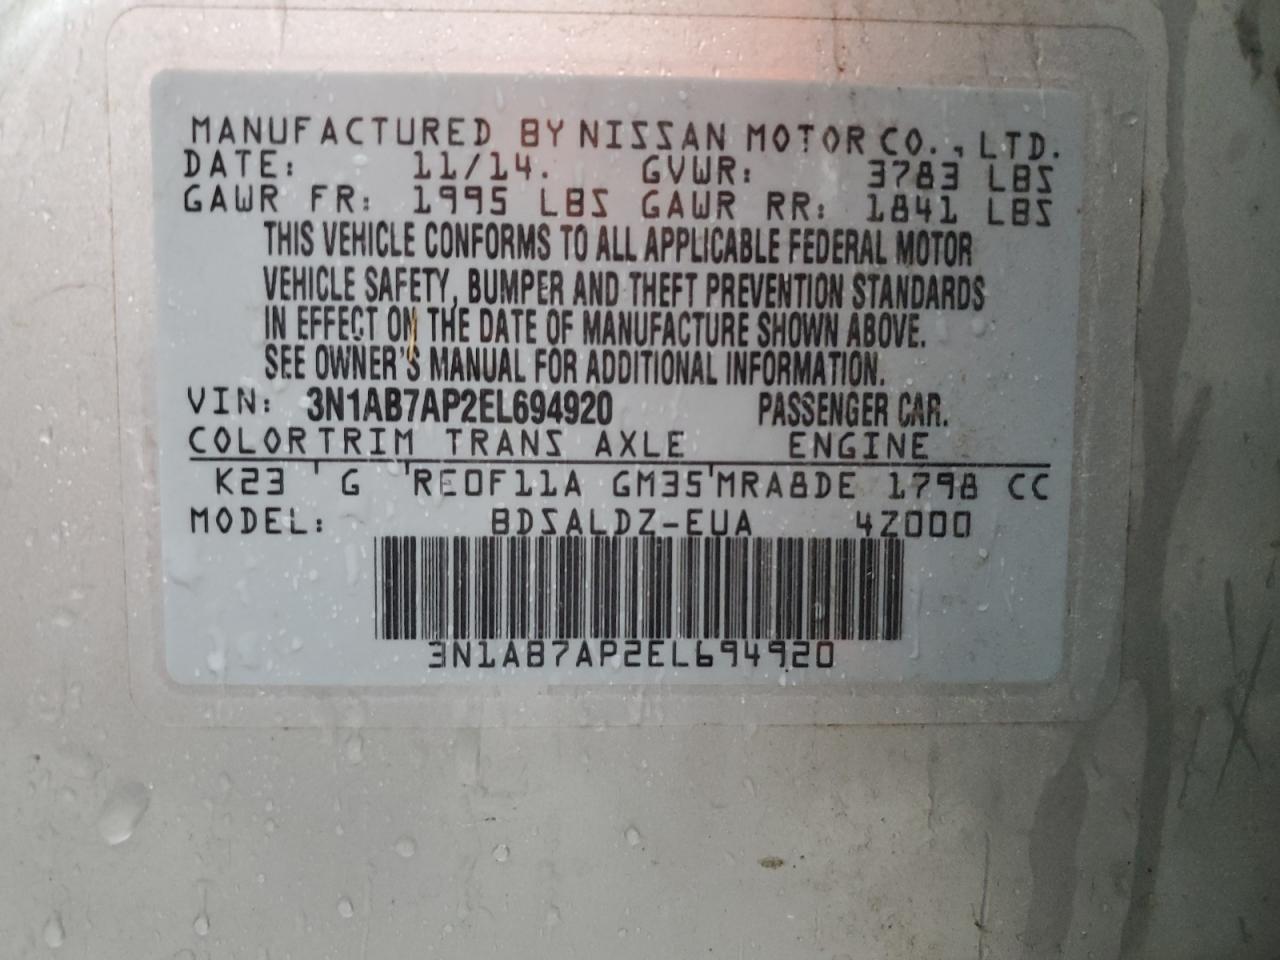 MANUFACTURED BY NISSAN MOTOR CO., LTD.
DATE: 11/14. GVWR: 3783 LBS
GAWR FR: 1995 LBS GAWR RR: 1841 LBS
THIS VEHICLE CONFORMS TO ALL APPLICABLE FEDERAL MOTOR
VEHICLE SAFETY, BUMPER AND THEFT PREVENTION STANDARDS
IN EFFECT ON THE DATE OF MANUFACTURE SHOWN ABOVE.
SEE OWNER'S MANUAL FOR ADDITIONAL INFORMATION.
VIN: 3N1AB7AP2EL694920 PASSENGER CAR.
COLOR TRIM TRANS AXLE ENGINE
K23 ' G 'RE0F11A GM35'MRA8DE 1798 CC
MODEL: BDSALDZ-EUA 4Z000
3N1AB7AP2EL694920